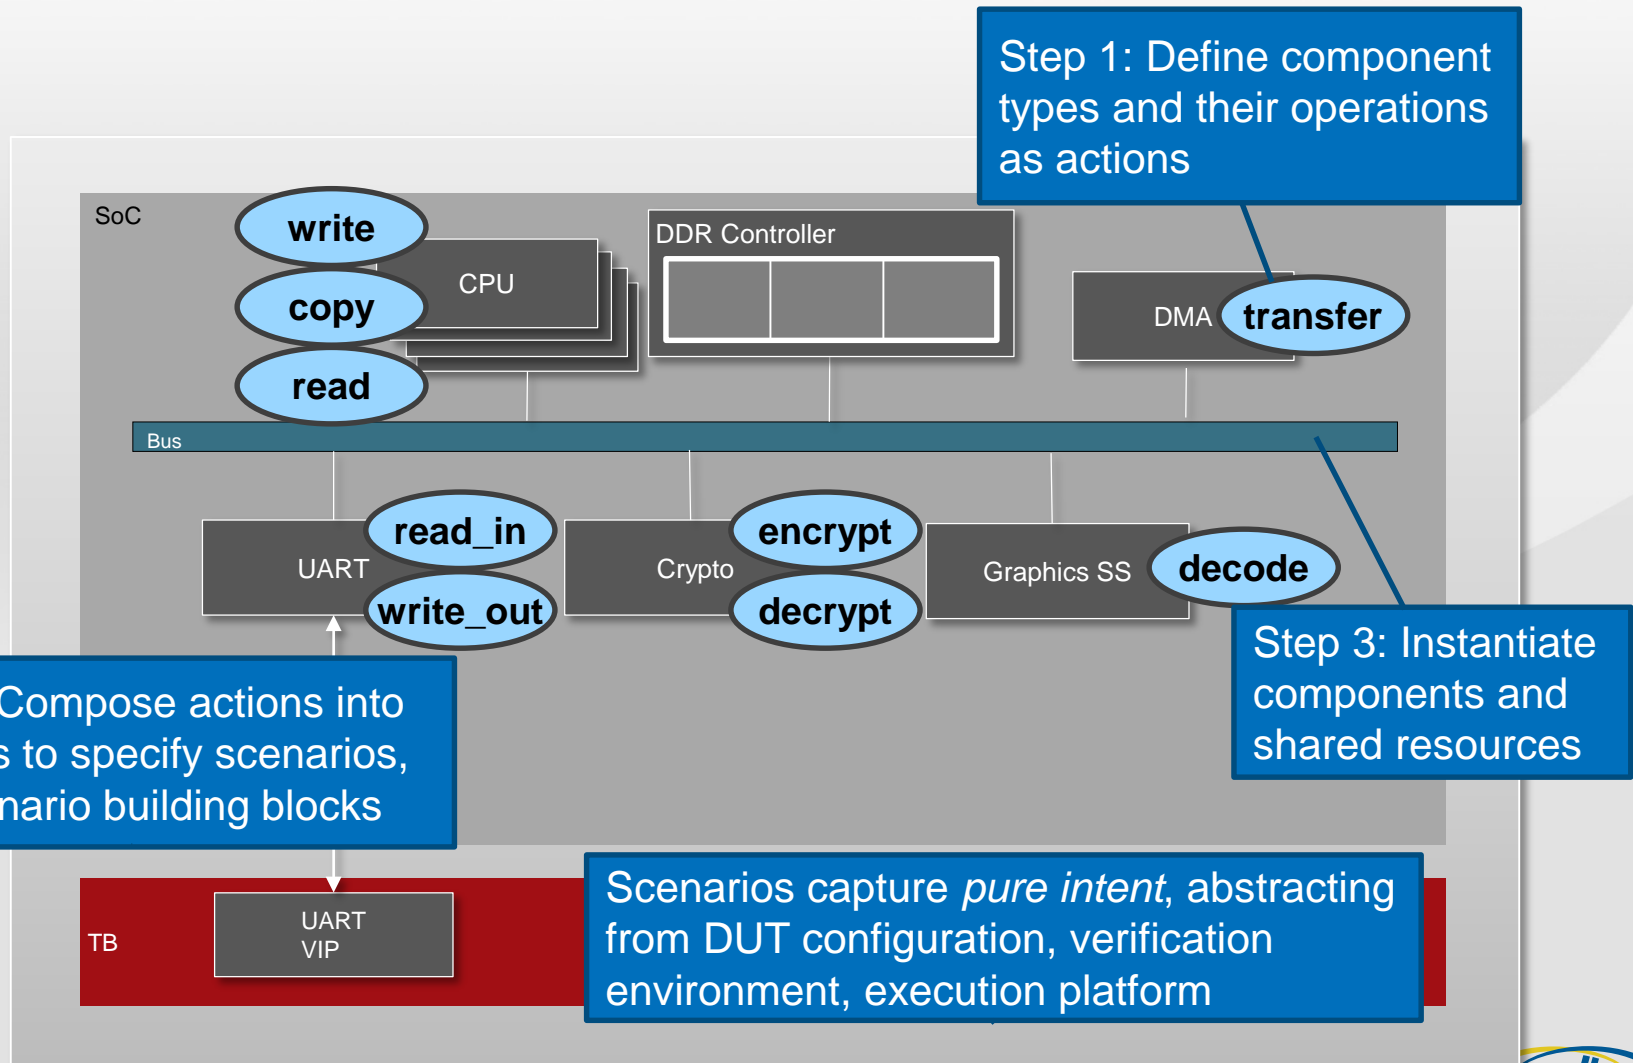 Step 1: Define component
types and their operations
as actions
SoC
write
copy
read
CPU
DDR Controller
DMA
transfer
Bus
UART
read_in
write_out
Crypto
encrypt
decrypt
Graphics SS
decode
Compose actions into
to specify scenarios,
building blocks
Step 3: Instantiate
components and
shared resources
TB
UART
VIP
Scenarios capture pure intent, abstracting
from DUT configuration, verification
environment, execution platform